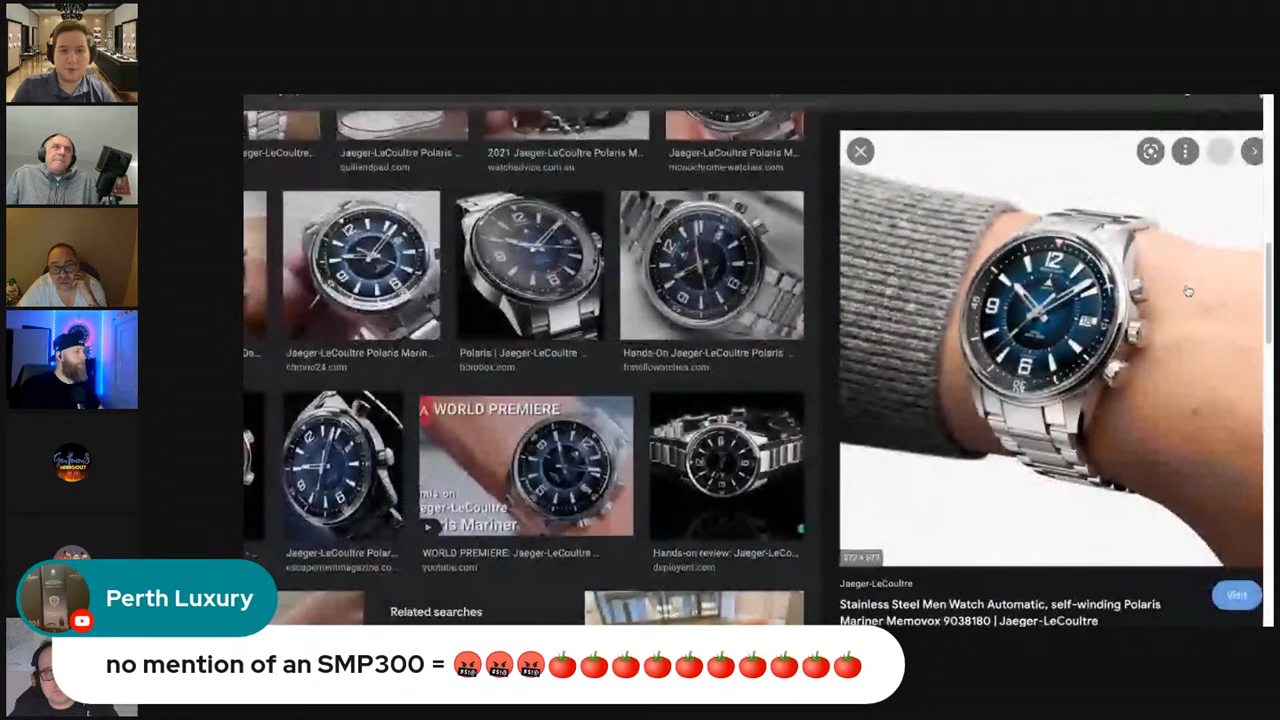 Jaeger-LeCoultre..
Jaeger-LeCoultre Polaris ...
quillandpad.com
2021 Jaeger-LeCoultre Polaris M...
watchadvice.com.au
Jaeger-LeCoultre Polaris M...
monochrome-watches.com
Jaeger-LeCoultre Polaris Marin...
chrono24.com
Polaris | Jaeger-LeCoultre ...
horobox.com
Hands-On Jaeger-LeCoultre Polaris ...
fratellowatches.com
WORLD PREMIERE
Jaeger-LeCoultre Polar...
escapementmagazine.co...
WORLD PREMIERE: Jaeger-LeCoultre ...
youtube.com
Hands-on review: Jaeger-LeCo...
deployant.com
Related searches
Jaeger-LeCoultre
Visit
Stainless Steel Men Watch Automatic, self-winding Polaris
Mariner Memovox 9038180 | Jaeger-LeCoultre
Perth Luxury
no mention of an SMP300 = 🤬🤬🤬🍅🍅🍅🍅🍅🍅🍅🍅🍅🍅